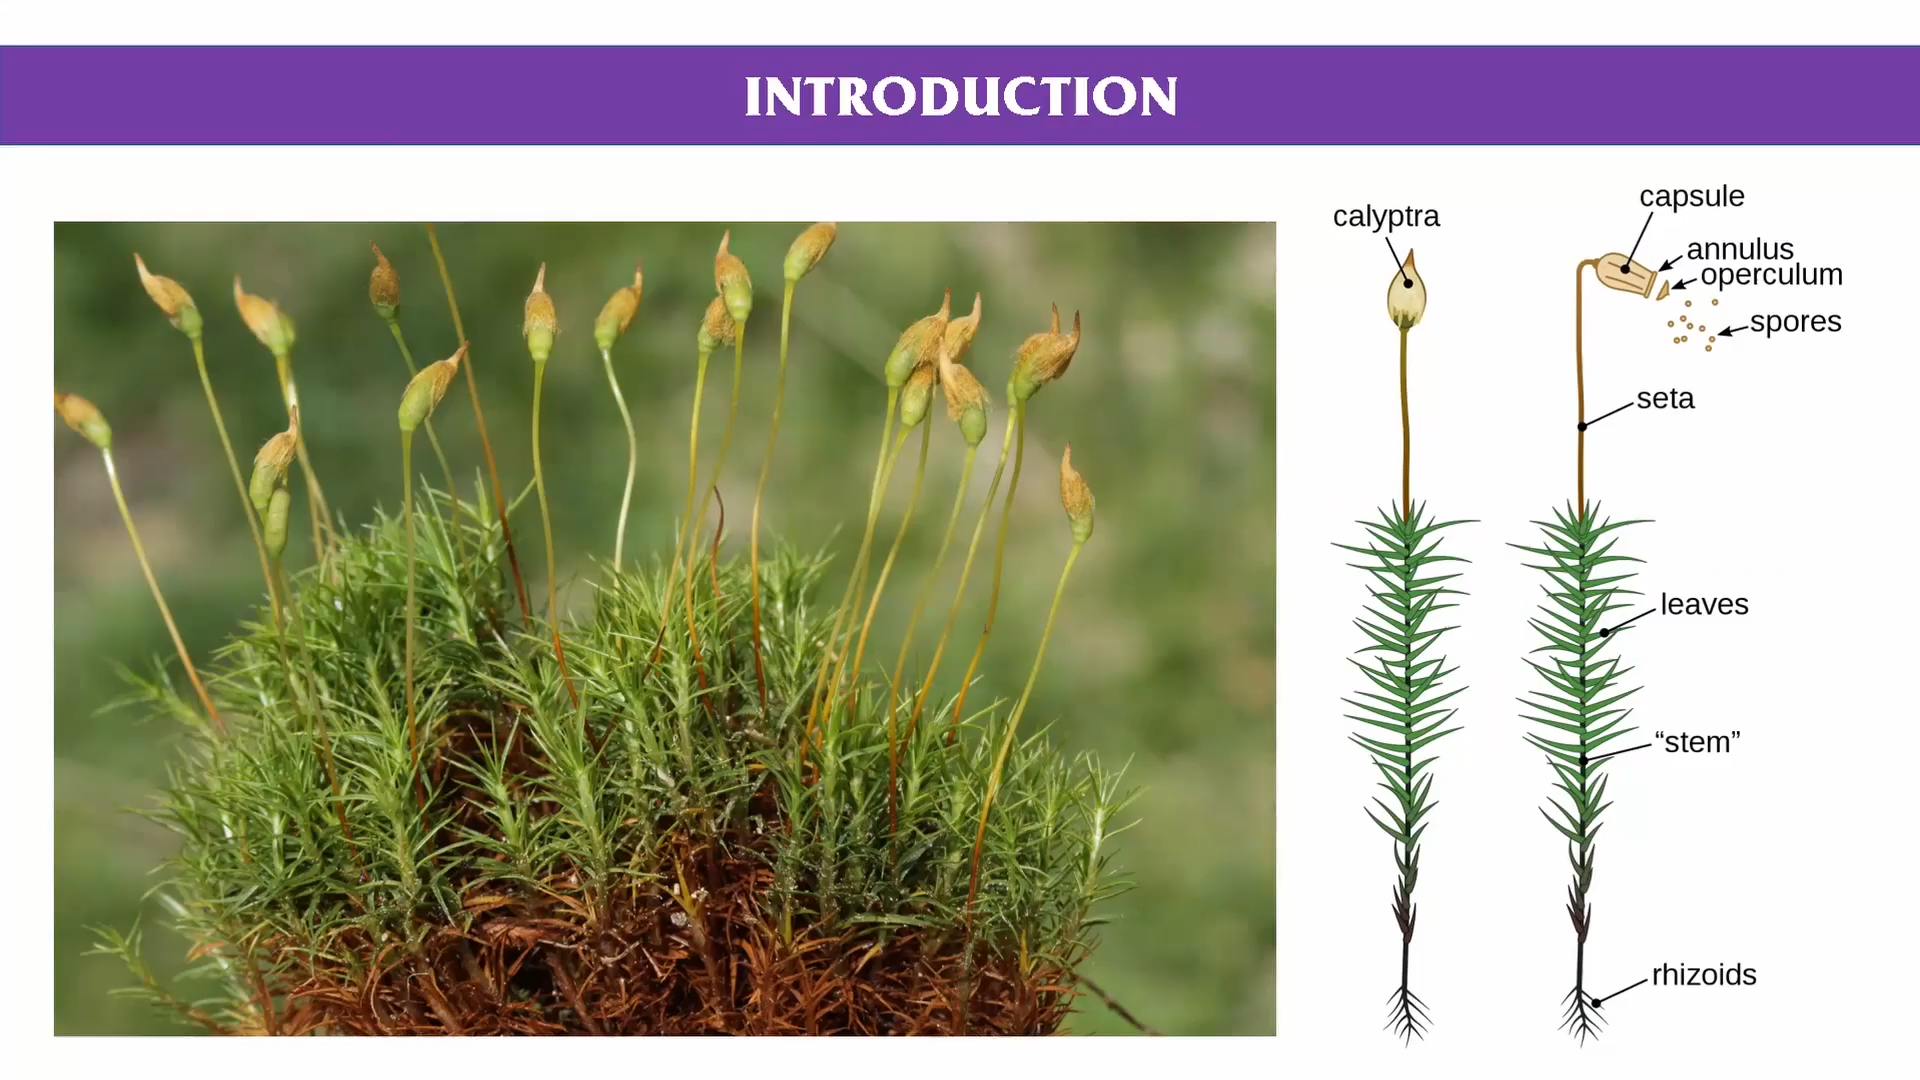 INTRODUCTION
calyptra
capsule
annulus
operculum
spores
seta
leaves
“stem”
rhizoids